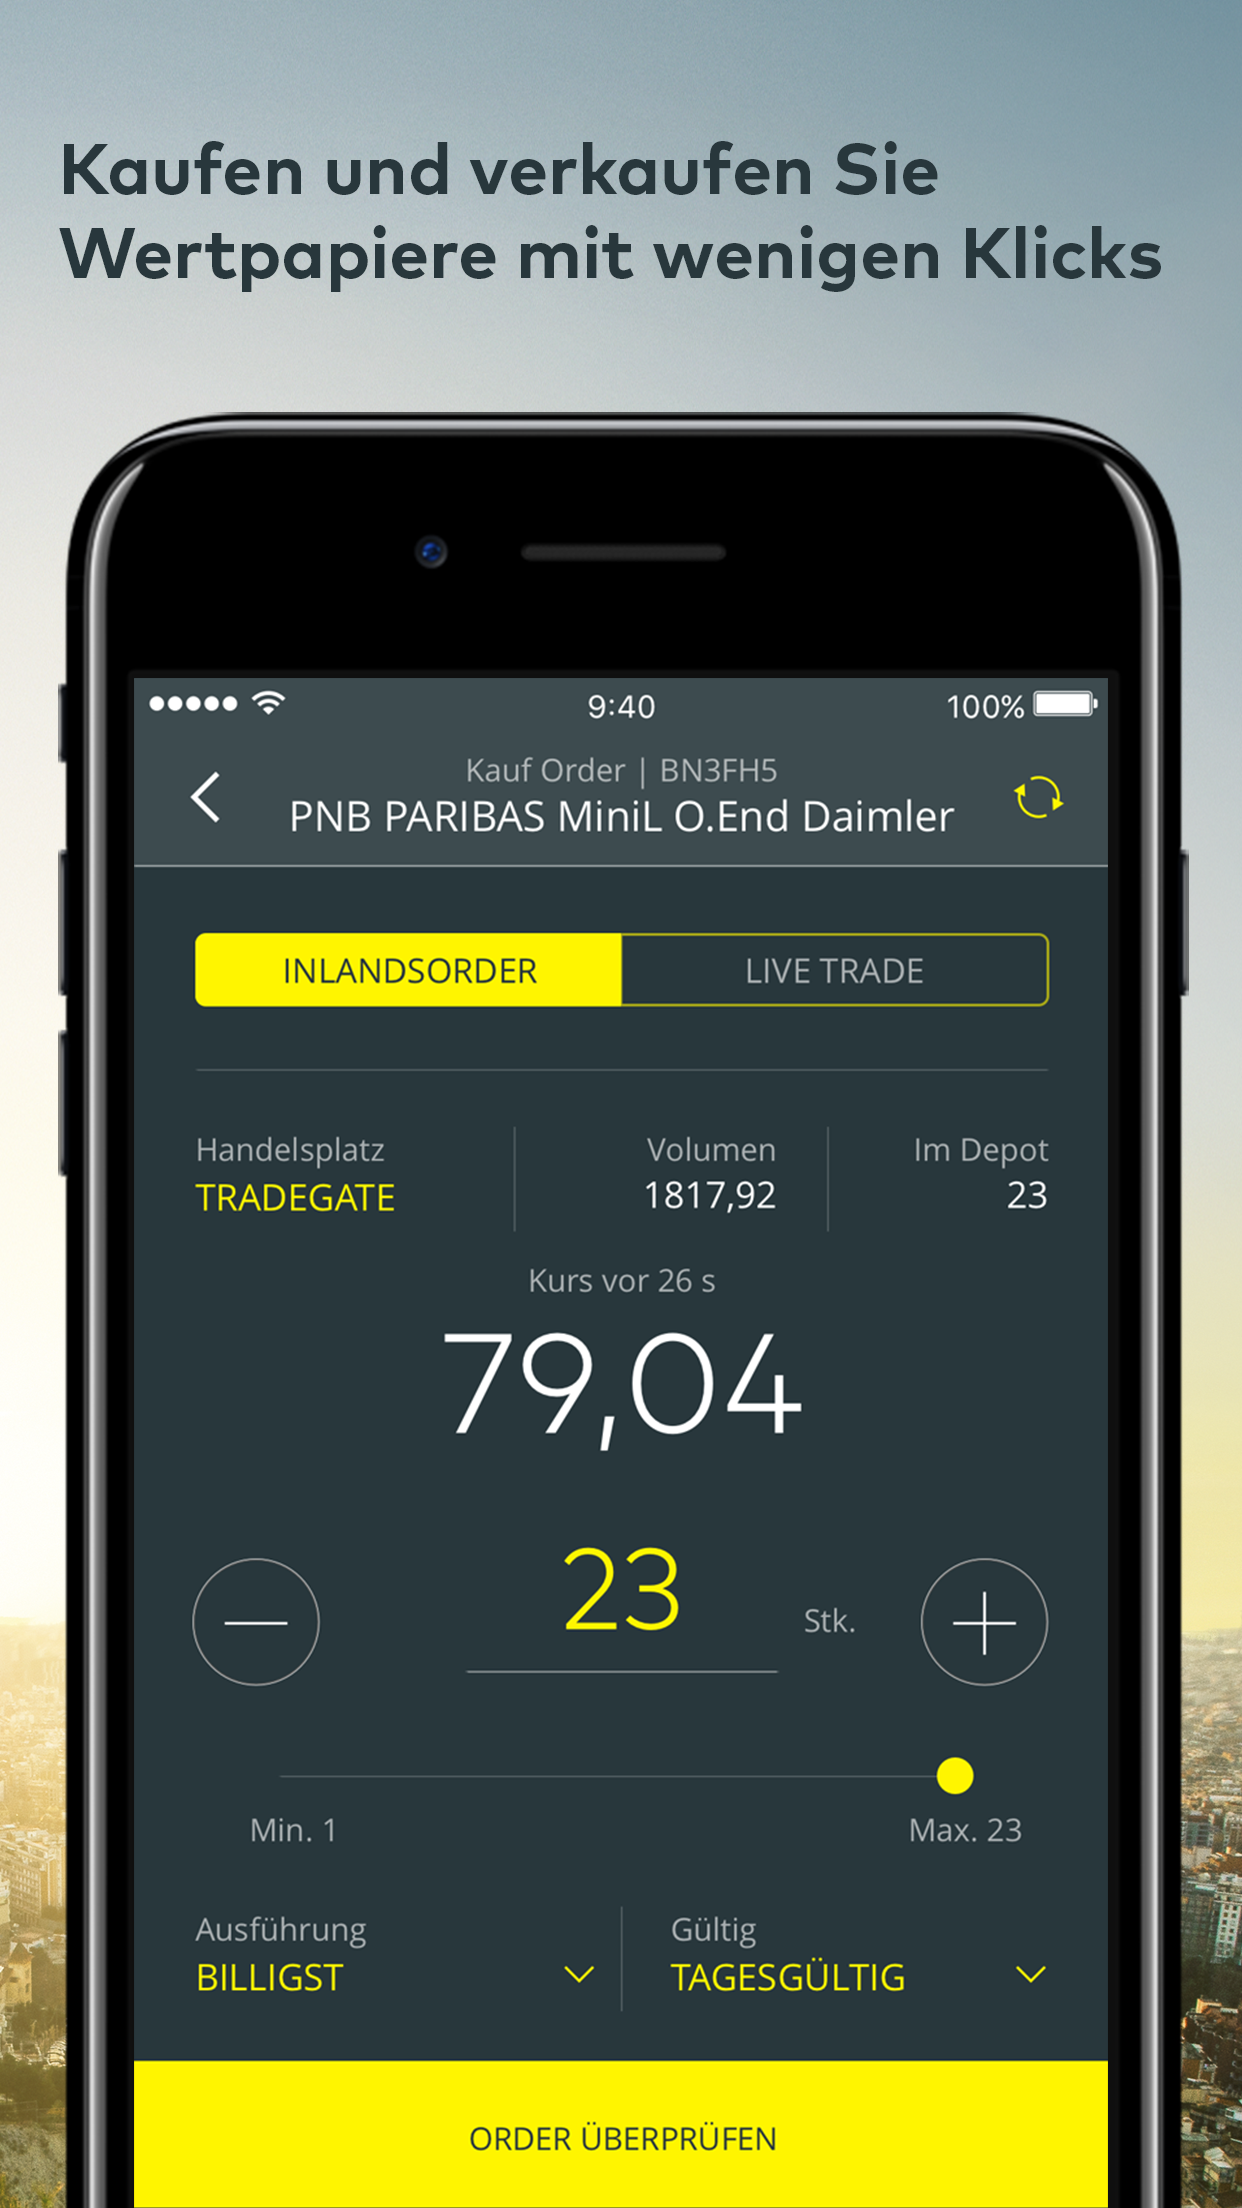 Kaufen und verkaufen Sie
Wertpapiere mit wenigen Klicks
9:40
100%
Kauf Order | BN3FH5
PNB PARIBAS MiniL O.End Daimler
INLANDSORDER
LIVE TRADE
Handelsplatz
TRADEGATE
Volumen
1817,92
Im Depot
23
Kurs vor 26 s
79,04
23
Stk.
Min. 1
Max. 23
Ausführung
BILLIGST
Gültig
TAGESGÜLTIG
ORDER ÜBERPRÜFEN